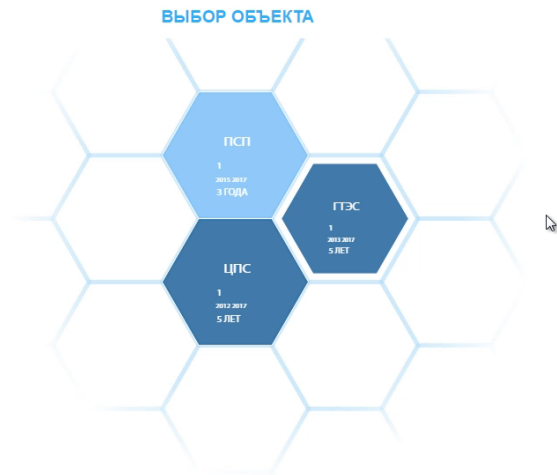 ВЫБОР ОБЪЕКТА
ПСП
1
2015 2017
3 ГОДА
ГТЭС
1
2013 2017
5 ЛЕТ
ЦПС
1
2012 2017
5 ЛЕТ